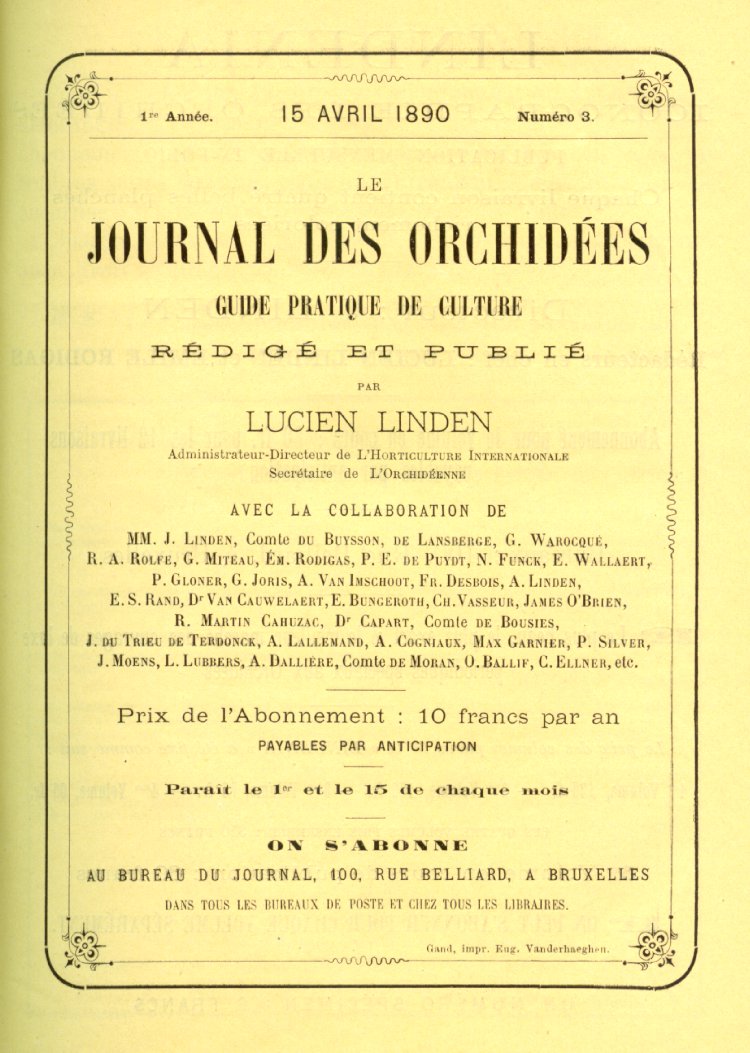 1re Année.
15 AVRIL 1890
Numéro 3.
LE
JOURNAL DES ORCHIDÉES
GUIDE PRATIQUE DE CULTURE
RÉDIGÉ ET PUBLIÉ
PAR
LUCIEN LINDEN
Administrateur-Directeur de L'HORTICULTURE INTERNATIONALE
Secrétaire de L'ORCHIDÉENNE
AVEC LA COLLABORATION DE
MM. J. LINDEN, Comte DU BUYSSON, DE LANSBERGE, G. WAROCQUÉ,
R. A. ROLFE, G. MITEAU, ÉM. RODIGAS, P. E. DE PUYDT, N. FUNCK, E. WALLAERT,
P. GLONER, G. JORIS, A. VAN IMSCHOOT, FR. DESBOIS, A. LINDEN,
E. S. RAND, Dr VAN CAUWELAERT, E. BUNGEROTH, CH. VASSEUR, JAMES O'BRIEN,
R. MARTIN CAHUZAC, Dr CAPART, Comte DE BOUSIES,
J. DU TRIEU DE TERDONCK, A. LALLEMAND, A. COGNIAUX, MAX GARNIER, P. SILVER,
J. MOENS, L. LUBBERS, A. DALLIÈRE, Comte DE MORAN, O. BALLIF, C. ELLNER, etc.
Prix de l'Abonnement : 10 francs par an
PAYABLES PAR ANTICIPATION
Parait le 1er et le 15 de chaque mois
ON S'ABONNE
AU BUREAU DU JOURNAL, 100, RUE BELLIARD, A BRUXELLES
DANS TOUS LES BUREAUX DE POSTE ET CHEZ TOUS LES LIBRAIRES.
Gand, impr. Eug. Vanderhaeghen.